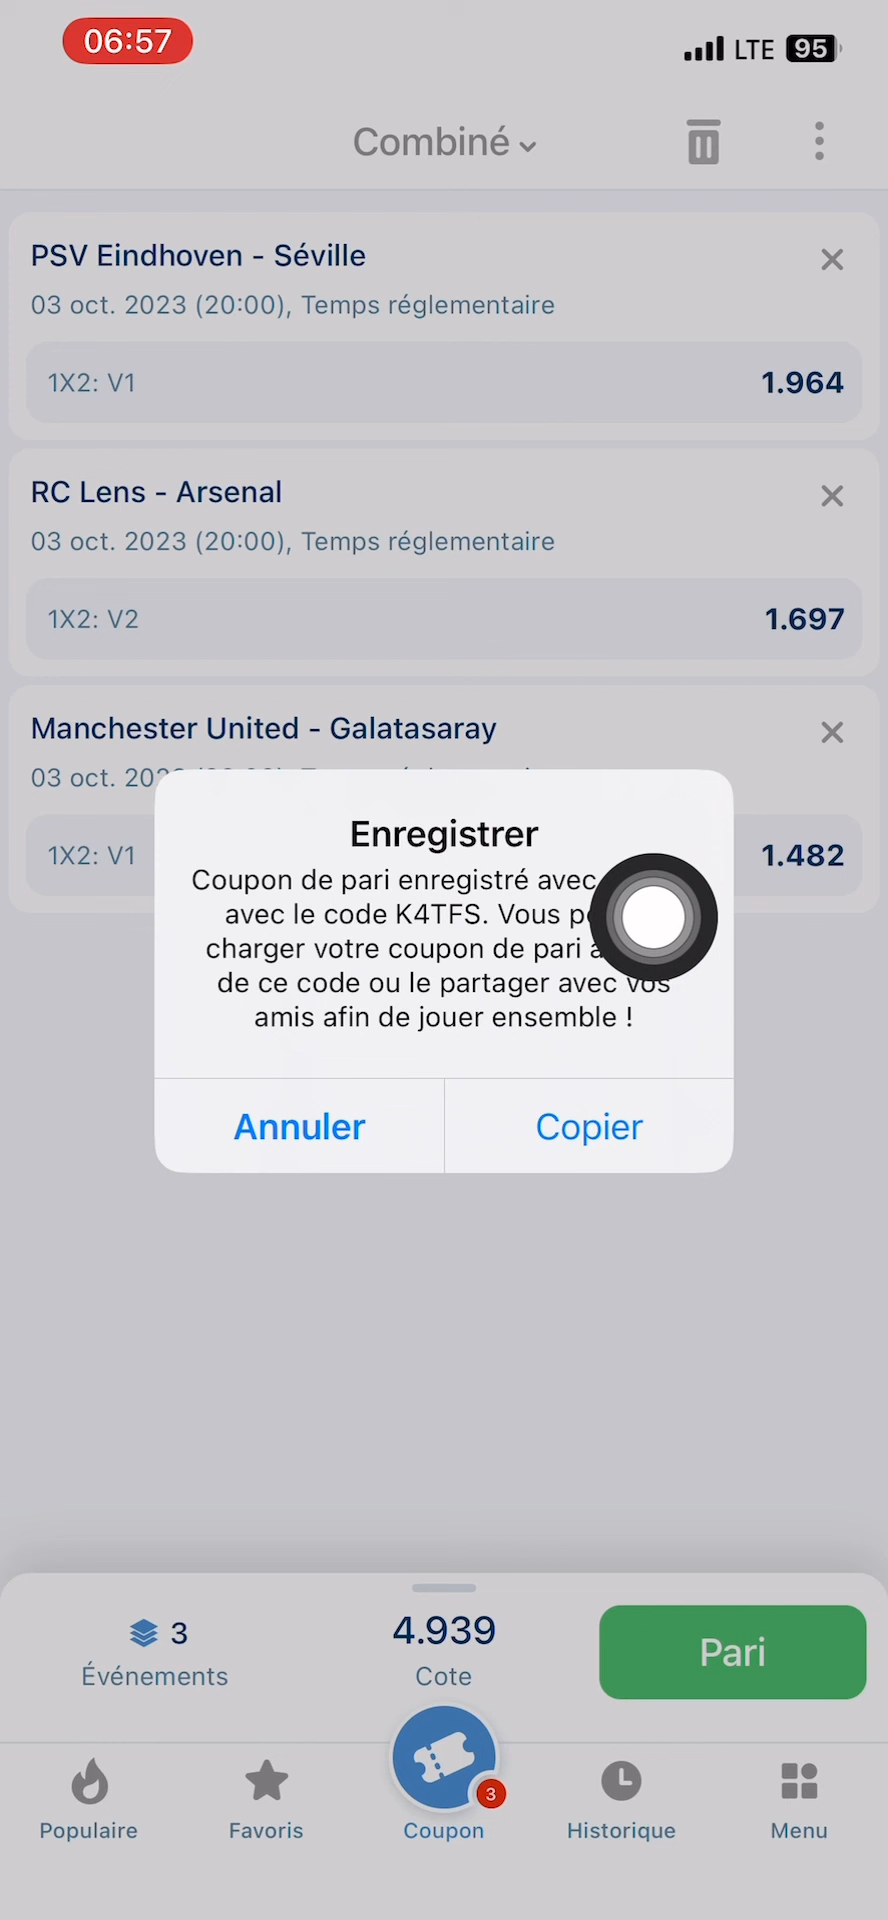 06:57
LTE 95
Combiné
PSV Eindhoven - Séville
03 oct. 2023 (20:00), Temps réglementaire
1X2: V1 1.964
RC Lens - Arsenal
03 oct. 2023 (20:00), Temps réglementaire
1X2: V2 1.697
Manchester United - Galatasaray
03 oct.
1X2: V1 1.482
Enregistrer
Coupon de pari enregistré avec
avec le code K4TFS. Vous
charger votre coupon de pari
de ce code ou le partager avec vos
amis afin de jouer ensemble !
Annuler Copier
3 4.939 Pari
Événements Cote
3
Populaire Favoris Coupon Historique Menu